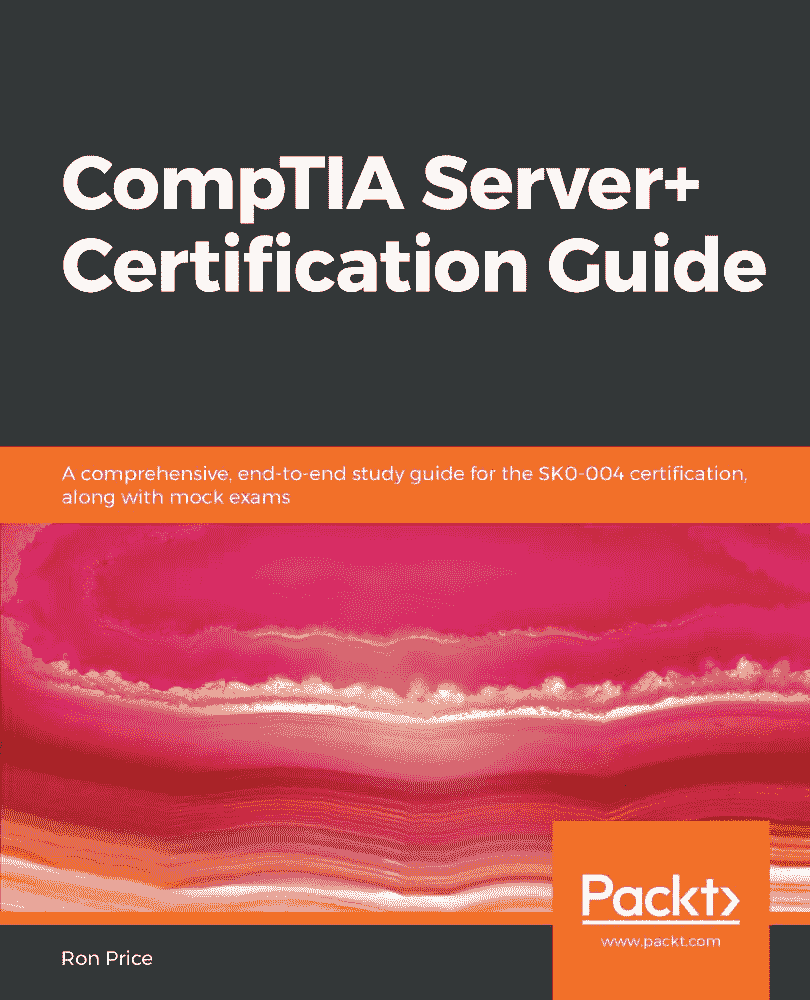 CompTIA Server+
Certification Guide
A comprehensive, end-to-end study guide for the SK0-004 certification,
along with mock exams
Packt>
www.packt.com
Ron Price